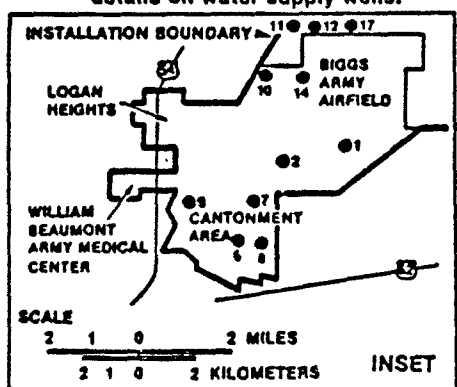 details on water supply wells.
11 12 17
INSTALLATION BOUNDARY
54
BIGGS
ARMY
AIRFIELD
10 14
LOGAN
HEIGHTS
1
2
7
CANTONMENT
AREA
WILLIAM
BEAUMONT
ARMY MEDICAL
CENTER
8
SCALE
2 1 0 2 MILES
2 1 0 2 KILOMETERS
INSET